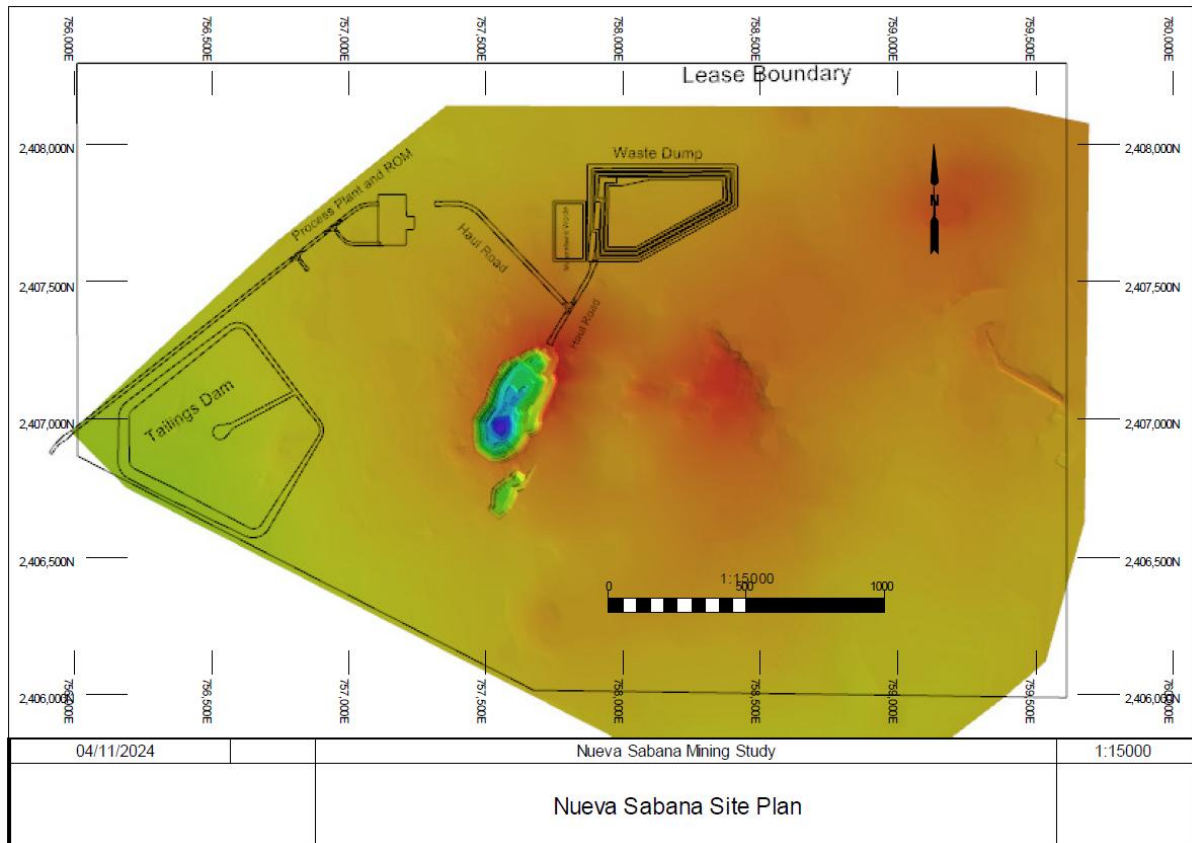 756,000E
756,500E
757,000E
757,500E
758,000E
758,500E
759,000E
759,500E
760,000E
Lease Boundary
2,408,000N
2,408,000N
Process Plant and ROM
Waste Dump
N
Haul Road
2,407,500N
2,407,500N
Haul Road
Tailings Dam
2,407,000N
2,407,000N
2,406,500N
2,406,500N
1:15000
0
500
1000
2,406,000N
2,406,000N
756,000E
756,500E
757,000E
757,500E
758,000E
758,500E
759,000E
759,500E
760,000E
04/11/2024
Nueva Sabana Mining Study
1:15000
Nueva Sabana Site Plan